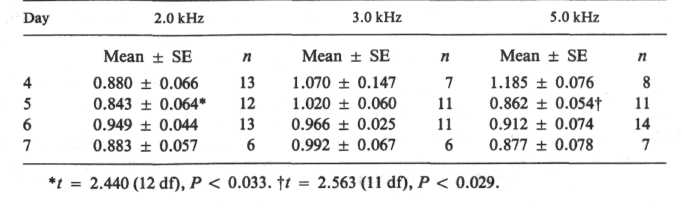 Day 2.0 kHz 3.0 kHz 5.0 kHz
Mean ± SE n Mean ± SE n Mean ± SE n
4 0.880 ± 0.066 13 1.070 ± 0.147 7 1.185 ± 0.076 8
5 0.843 ± 0.064* 12 1.020 ± 0.060 11 0.862 ± 0.054† 11
6 0.949 ± 0.044 13 0.966 ± 0.025 11 0.912 ± 0.074 14
7 0.883 ± 0.057 6 0.992 ± 0.067 6 0.877 ± 0.078 7
*t = 2.440 (12 df), P < 0.033. †t = 2.563 (11 df), P < 0.029.